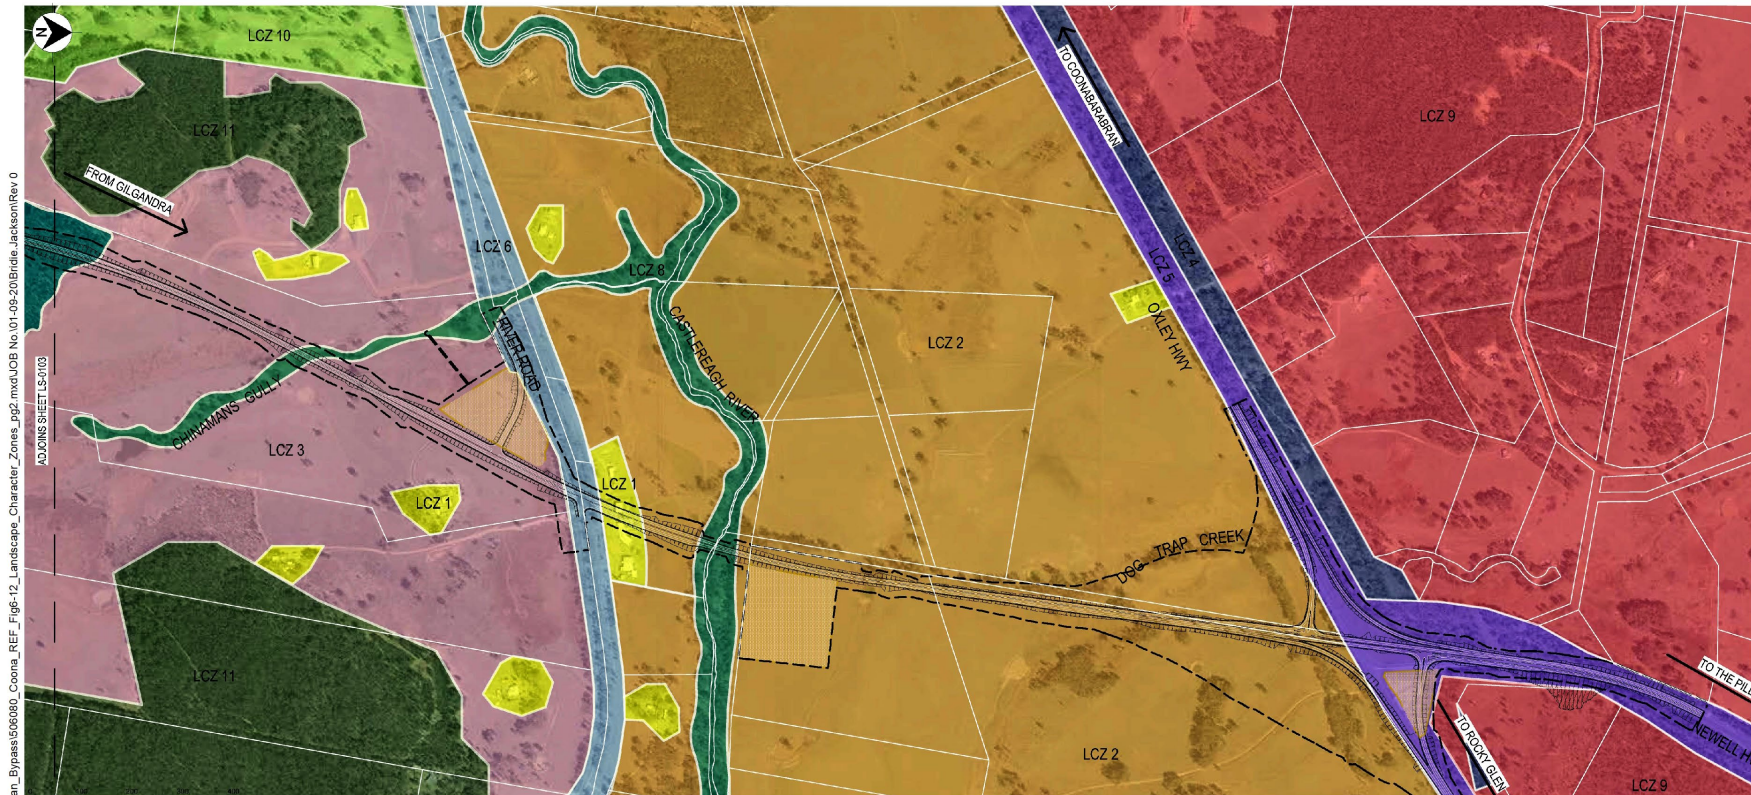 N
LCZ 10
LCZ 11
FROM GILGANDRA
TO COONABARABRAN
LCZ 9
LCZ 6
LCZ 8
LCZ 5
LCZ 4
CASTLEREAGH RIVER
RIVER ROAD
OXLEY HWY
LCZ 2
CHINAMANS GULLY
LCZ 3
LCZ 1
LCZ 1
ADJOINS SHEET LS-0103
DOG TRAP CREEK
LCZ 11
LCZ 2
TO THE PIL
TO ROCKY GLEN
NEWELL H
LCZ 9
an_Bypass\506080_Coona_REF_Fig6-12_Landscape_Character_Zones_pg2.mxd\JOB No.\01-09-20\Bridie.Jackson\Rev 0